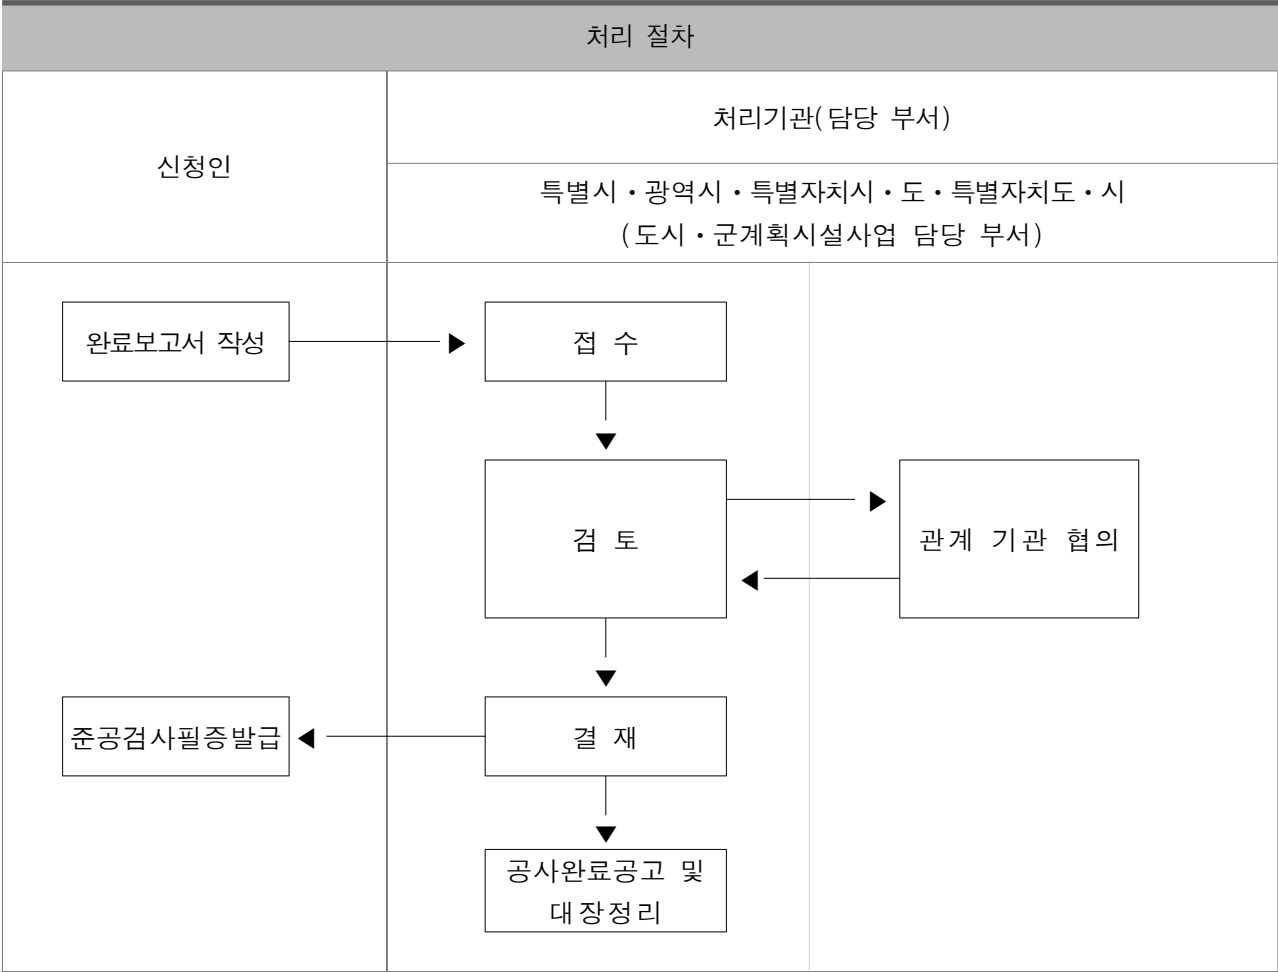 처리 절차
신청인
처리기관(담당 부서)
특별시・광역시・특별자치시・도・특별자치도・시
(도시・군계획시설사업 담당 부서)
완료보고서 작성
접 수
검 토
관계 기관 협의
준공검사필증발급
결 재
공사완료공고 및
대장정리